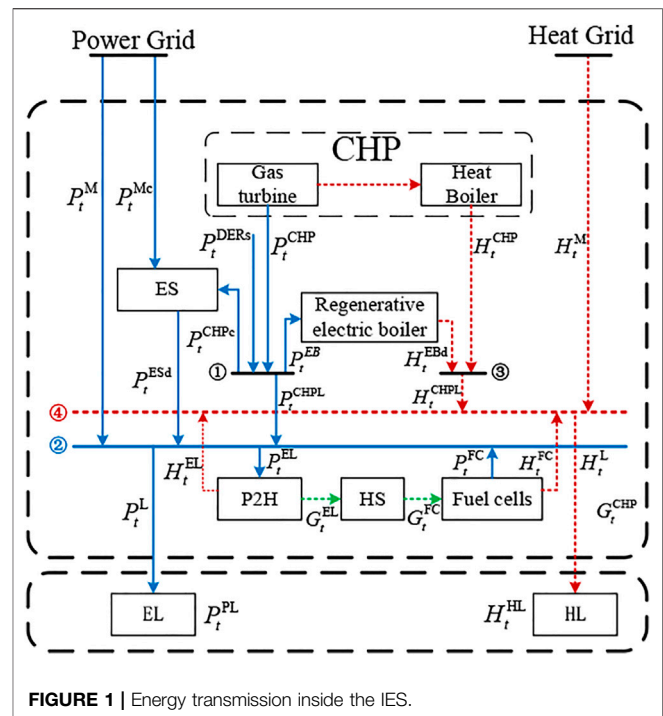 Power Grid
Heat Grid
CHP
Gas turbine
Heat Boiler
P_t^M
P_t^Mc
P_t^DERs
P_t^CHP
H_t^CHP
H_t^M
ES
Regenerative
electric boiler
P_t^CHPc
P_t^EB
①
H_t^EBd
③
P_t^ESd
P_t^CHPL
H_t^CHPL
④
②
H_t^EL
P_t^EL
P_t^FC
H_t^FC
H_t^L
P_t^L
P2H
HS
Fuel cells
G_t^EL
G_t^FC
G_t^CHP
EL
P_t^PL
H_t^HL
HL
FIGURE 1 | Energy transmission inside the IES.